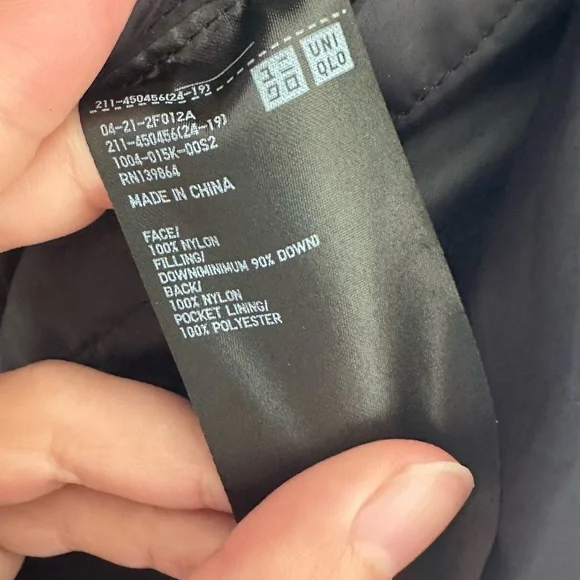 UNI
QLO
211-450456(24-19)
04-21-2F012A
211-450456(24-19)
1004-015K-00S2
RN139864
MADE IN CHINA
FACE/
100% NYLON
FILLING/
DOWN(MINIMUM 90% DOWN)
BACK/
100% NYLON
POCKET LINING/
100% POLYESTER